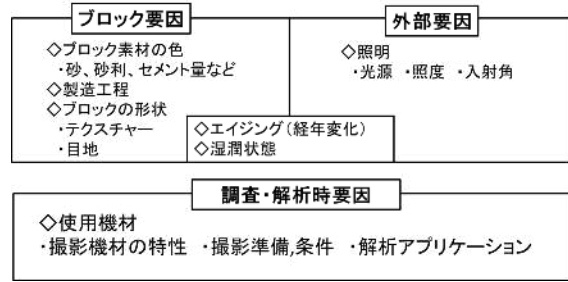 ブロック要因
◇ブロック素材の色
・砂、砂利、セメント量など
◇製造工程
◇ブロックの形状
・テクスチャー
・目地
外部要因
◇照明
・光源 ・照度 ・入射角
◇エイジング(経年変化)
◇湿潤状態
調査・解析時要因
◇使用機材
・撮影機材の特性 ・撮影準備,条件 ・解析アプリケーション